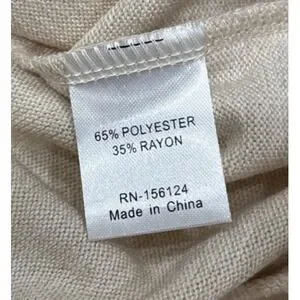 65% POLYESTER
35% RAYON
RN-156124
Made in China